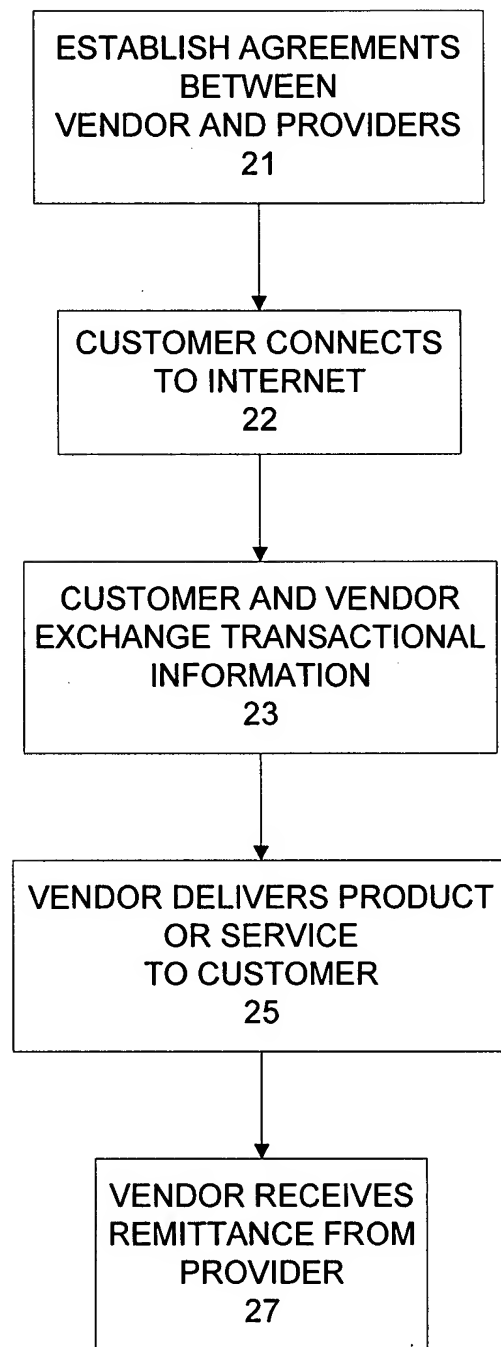 ESTABLISH AGREEMENTS
BETWEEN
VENDOR AND PROVIDERS
21
CUSTOMER CONNECTS
TO INTERNET
22
CUSTOMER AND VENDOR
EXCHANGE TRANSACTIONAL
INFORMATION
23
VENDOR DELIVERS PRODUCT
OR SERVICE
TO CUSTOMER
25
VENDOR RECEIVES
REMITTANCE FROM
PROVIDER
27